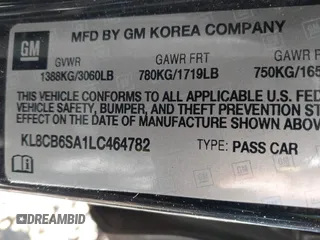 MFD BY GM KOREA COMPANY
GM
GVWR GAWR FRT GAWR
1388KG/3060LB 780KG/1719LB 750KG/165
THIS VEHICLE CONFORMS TO ALL APPLICABLE U.S. FED
VEHICLE SAFETY, BUMPER, AND THEFT PREVENTION S
EFFECT ON THE DATE OF MANUFACTURE SHOWN ABOV
KL8CB6SA1LC464782 TYPE: PASS CAR
DREAMBID